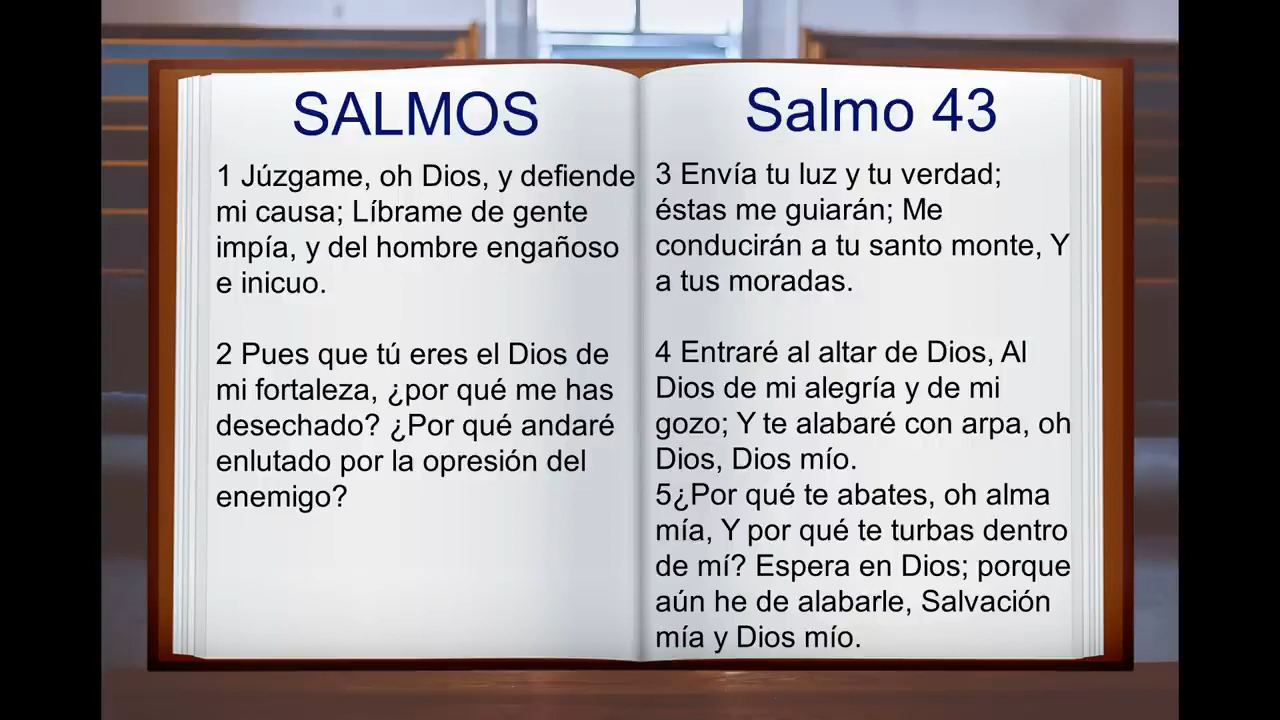 SALMOS
1 Júzgame, oh Dios, y defiende
mi causa; Líbrame de gente
impía, y del hombre engañoso
e inicuo.
2 Pues que tú eres el Dios de
mi fortaleza, ¿por qué me has
desechado? ¿Por qué andaré
enlutado por la opresión del
enemigo?
Salmo 43
3 Envía tu luz y tu verdad;
éstas me guiarán; Me
conducirán a tu santo monte, Y
a tus moradas.
4 Entraré al altar de Dios, Al
Dios de mi alegría y de mi
gozo; Y te alabaré con arpa, oh
Dios, Dios mío.
5¿Por qué te abates, oh alma
mía, Y por qué te turbas dentro
de mí? Espera en Dios; porque
aún he de alabarle, Salvación
mía y Dios mío.